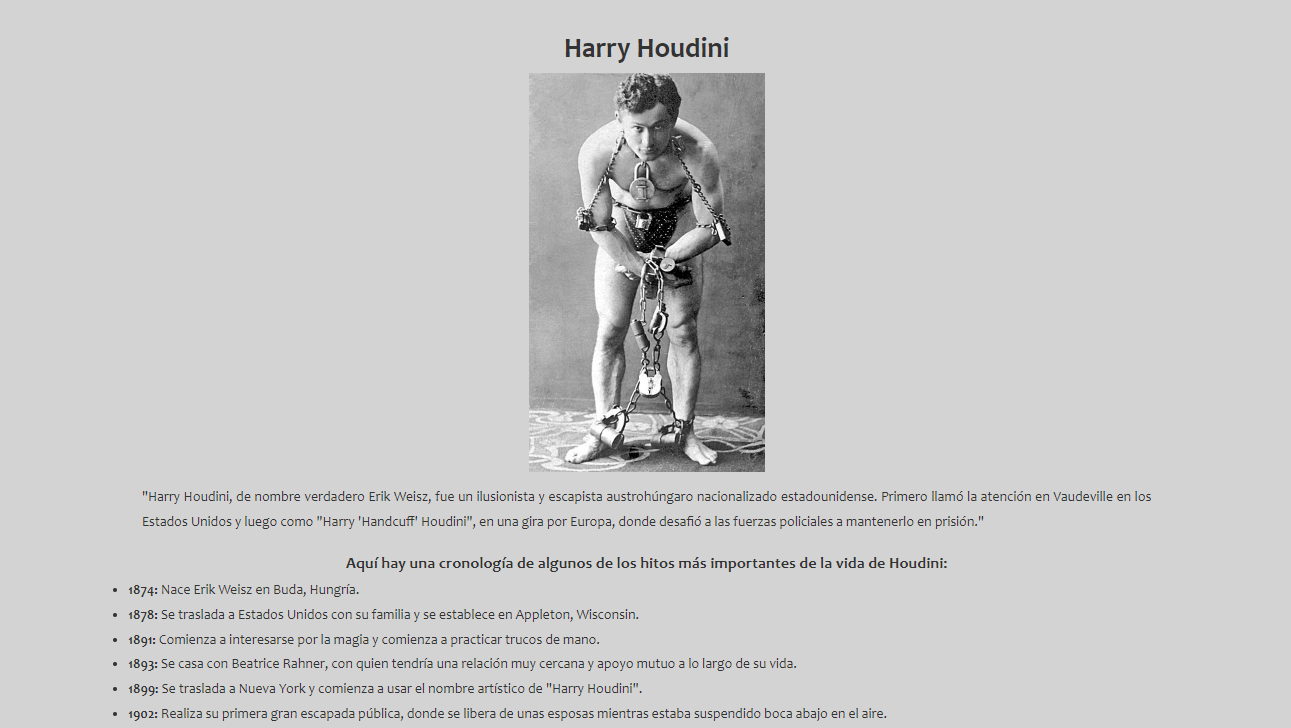 Harry Houdini
"Harry Houdini, de nombre verdadero Erik Weisz, fue un ilusionista y escapista austrohúngaro nacionalizado estadounidense. Primero llamó la atención en Vaudeville en los
Estados Unidos y luego como "Harry 'Handcuff' Houdini", en una gira por Europa, donde desafió a las fuerzas policiales a mantenerlo en prisión."
Aquí hay una cronología de algunos de los hitos más importantes de la vida de Houdini:
• 1874: Nace Erik Weisz en Buda, Hungría.
• 1878: Se traslada a Estados Unidos con su familia y se establece en Appleton, Wisconsin.
• 1891: Comienza a interesarse por la magia y comienza a practicar trucos de mano.
• 1893: Se casa con Beatrice Rahner, con quien tendría una relación muy cercana y apoyo mutuo a lo largo de su vida.
• 1899: Se traslada a Nueva York y comienza a usar el nombre artístico de "Harry Houdini".
• 1902: Realiza su primera gran escapada pública, donde se libera de unas esposas mientras estaba suspendido boca abajo en el aire.